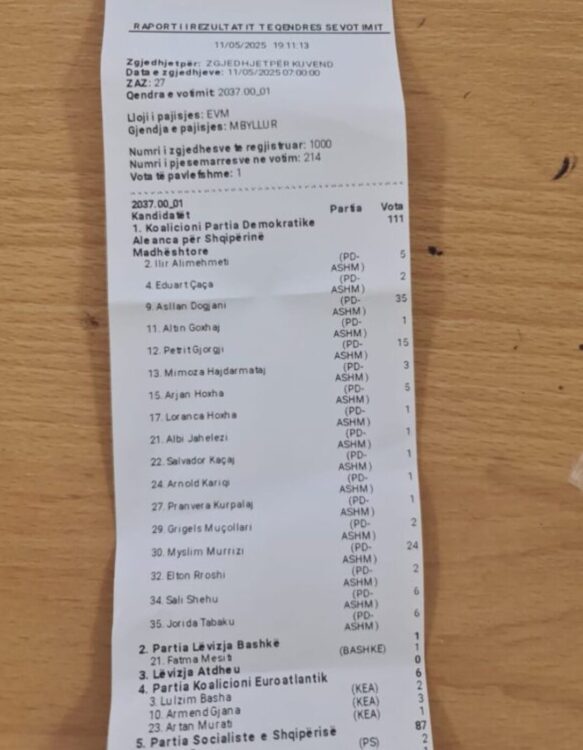 RAPORTI I REZULTATIT TE QENDRES SE VOTIMIT
11/05/2025 19:11:13
Zgjedhjet për: ZGJEDHJET PËR KUVEND
Data e zgjedhjeve: 11/05/2025 07:00:00
ZAZ: 27
Qendra e votimit: 2037.00_01
Lloji i pajisjes: EVM
Gjendja e pajisjes: MBYLLUR
Numri i zgjedhesve te regjistruar: 1000
Numri i pjesemarresve ne votim: 214
Vota të pavlefshme: 1
2037.00_01
Kandidatët Partia Vota
1. Koalicioni Partia Demokratike 111
Aleanca për Shqipërinë
Madhështore
2. Ilir Alimehmeti (PD-ASHM) 5
4. Eduart Çaça (PD-ASHM) 2
9. Asllan Dogjani (PD-ASHM) 35
11. Altin Goxhaj (PD-ASHM) 1
12. Petrit Gjorgji (PD-ASHM) 15
13. Mimoza Hajdarmataj (PD-ASHM) 3
15. Arjan Hoxha (PD-ASHM) 5
17. Loranca Hoxha (PD-ASHM) 1
21. Albi Jahelezi (PD-ASHM) 1
22. Salvador Kaçaj (PD-ASHM) 1
24. Arnold Kariqi (PD-ASHM) 1
27. Pranvera Kurpalaj (PD-ASHM) 1
29. Grigels Muçollari (PD-ASHM) 2
30. Myslim Murrizi (PD-ASHM) 24
32. Elton Rroshi (PD-ASHM) 2
34. Sali Shehu (PD-ASHM) 6
35. Jorida Tabaku (PD-ASHM) 6
2. Partia Lëvizja Bashkë 1
21. Fatma Mesiti (BASHKE) 1
3. Lëvizja Atdheu 0
4. Partia Koalicioni Euroatlantik 6
3. Lulzim Basha (KEA) 2
10. Armend Gjana (KEA) 3
23. Artan Murati (KEA) 1
5. Partia Socialiste e Shqipërisë 87
(PS) 2